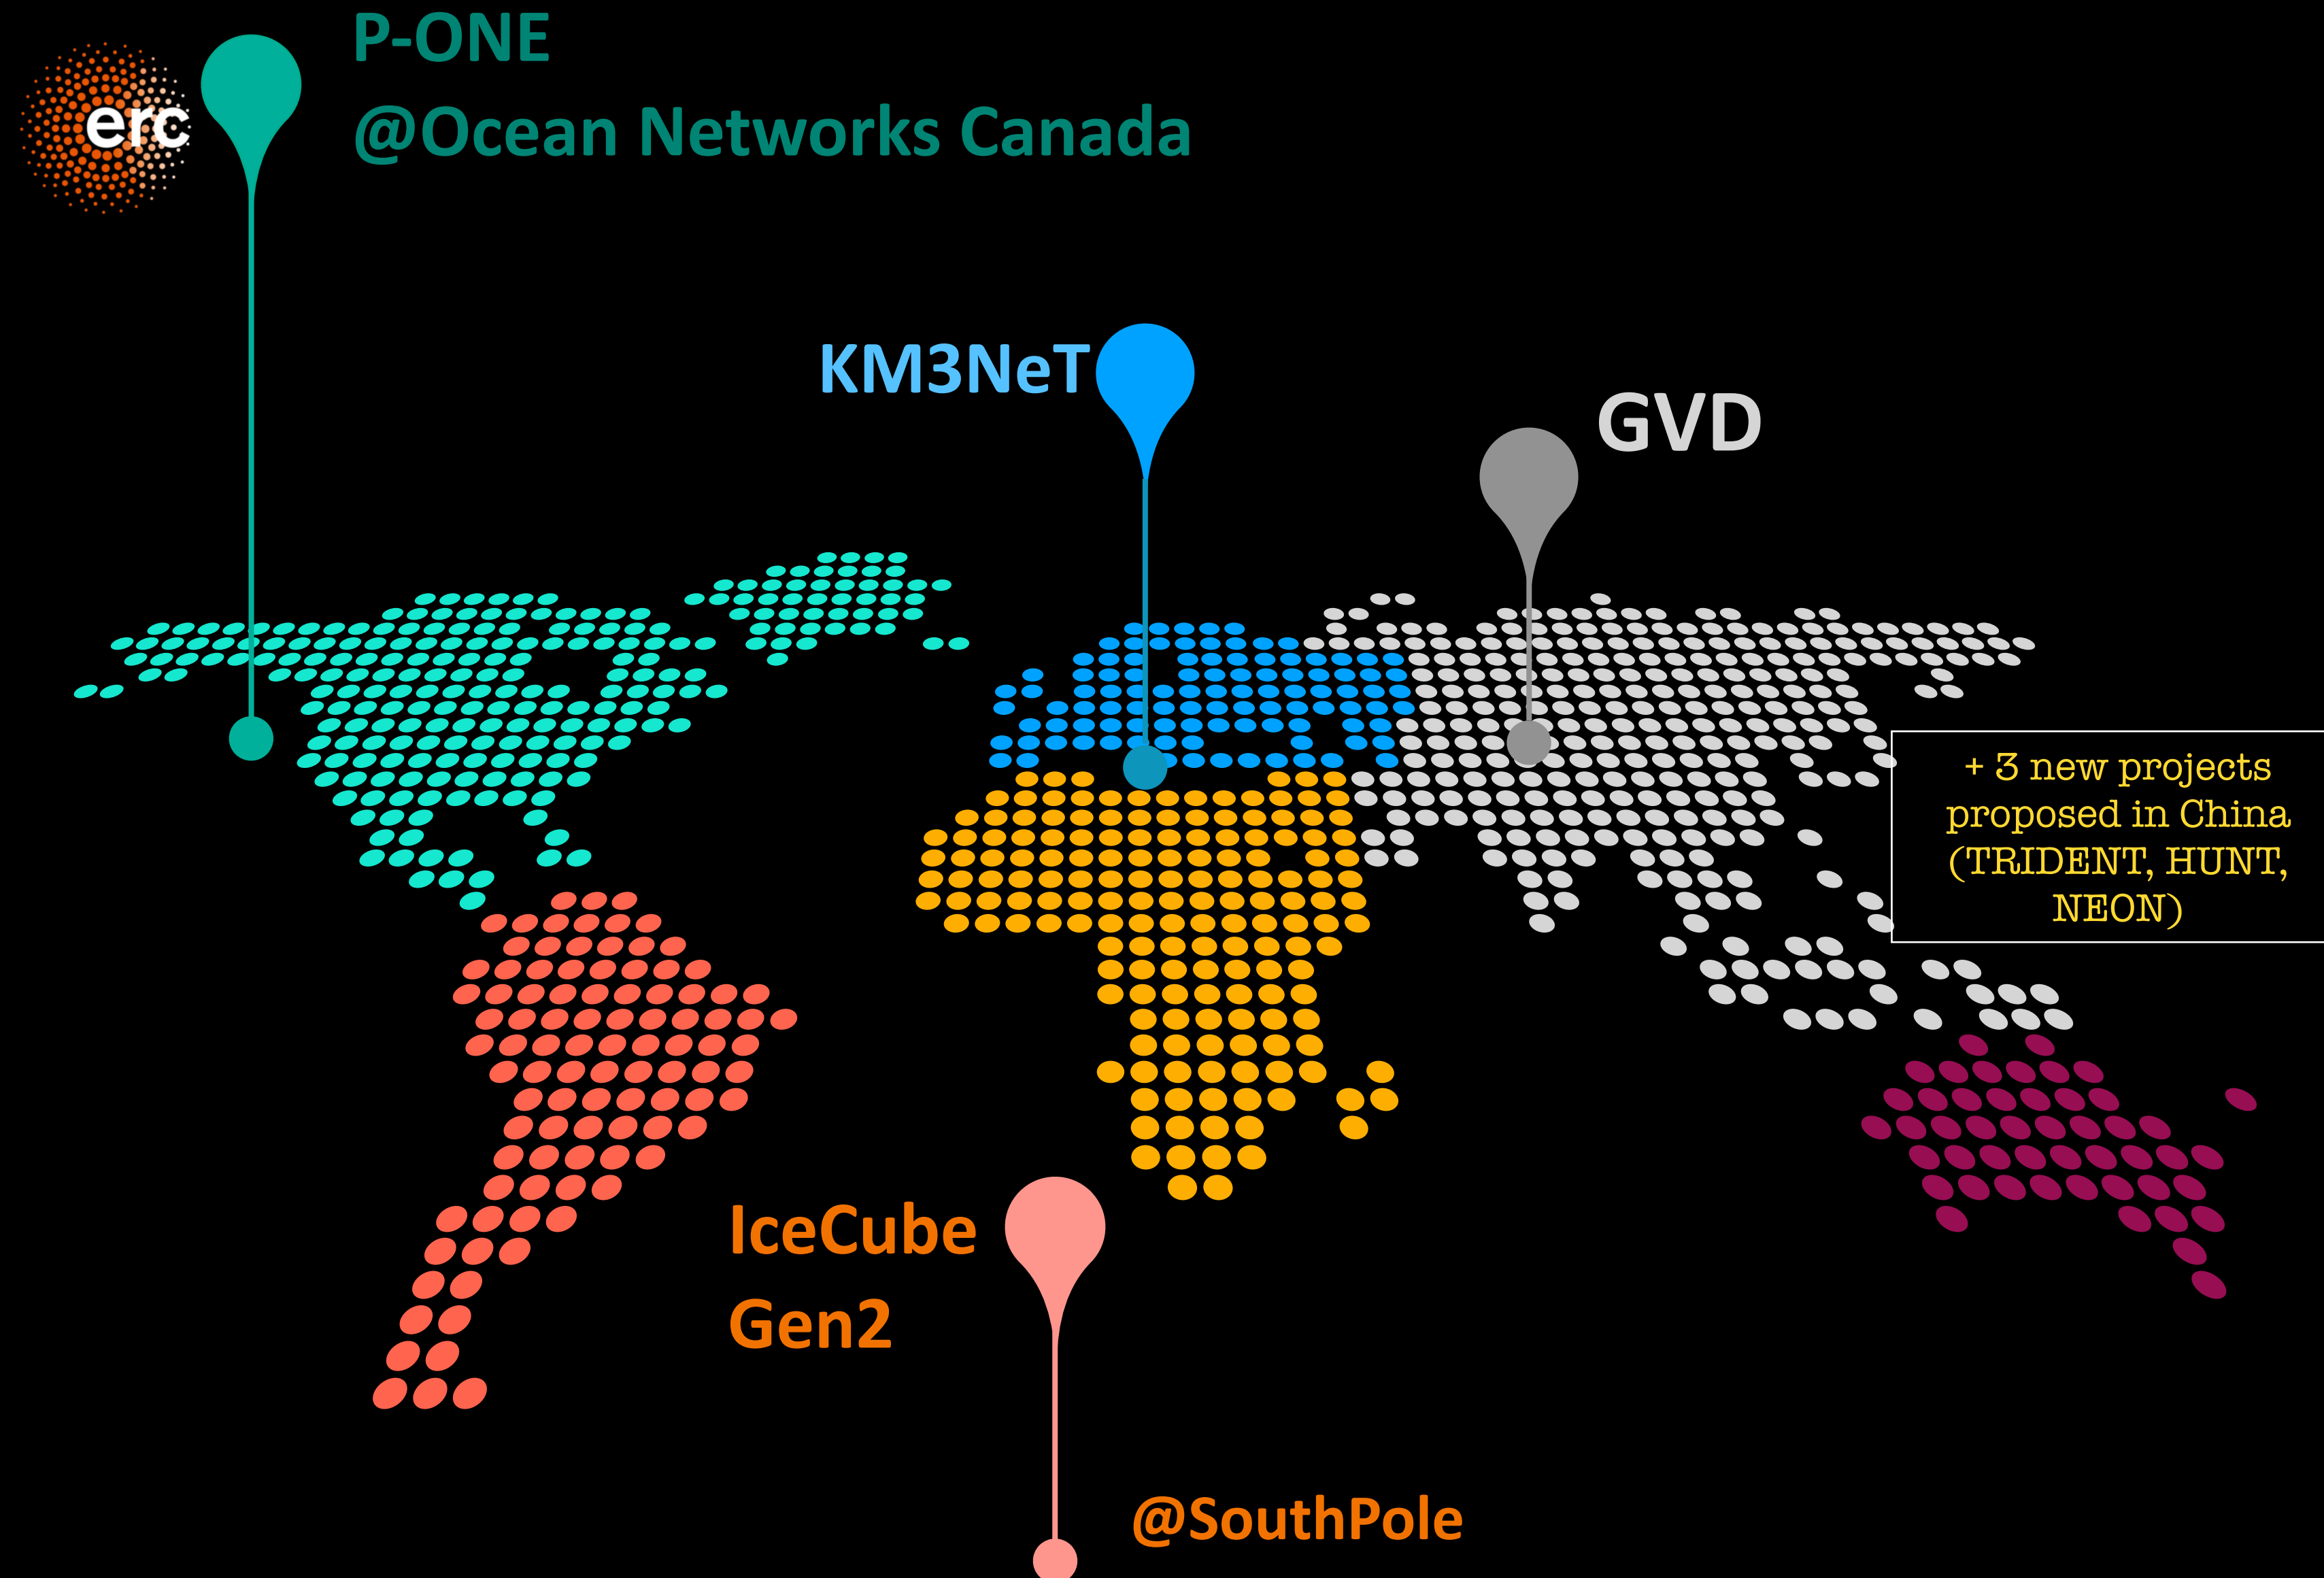 erc
P-ONE
@Ocean Networks Canada
KM3NeT
GVD
+ 3 new projects
proposed in China
(TRIDENT, HUNT,
NEON)
IceCube
Gen2
@SouthPole